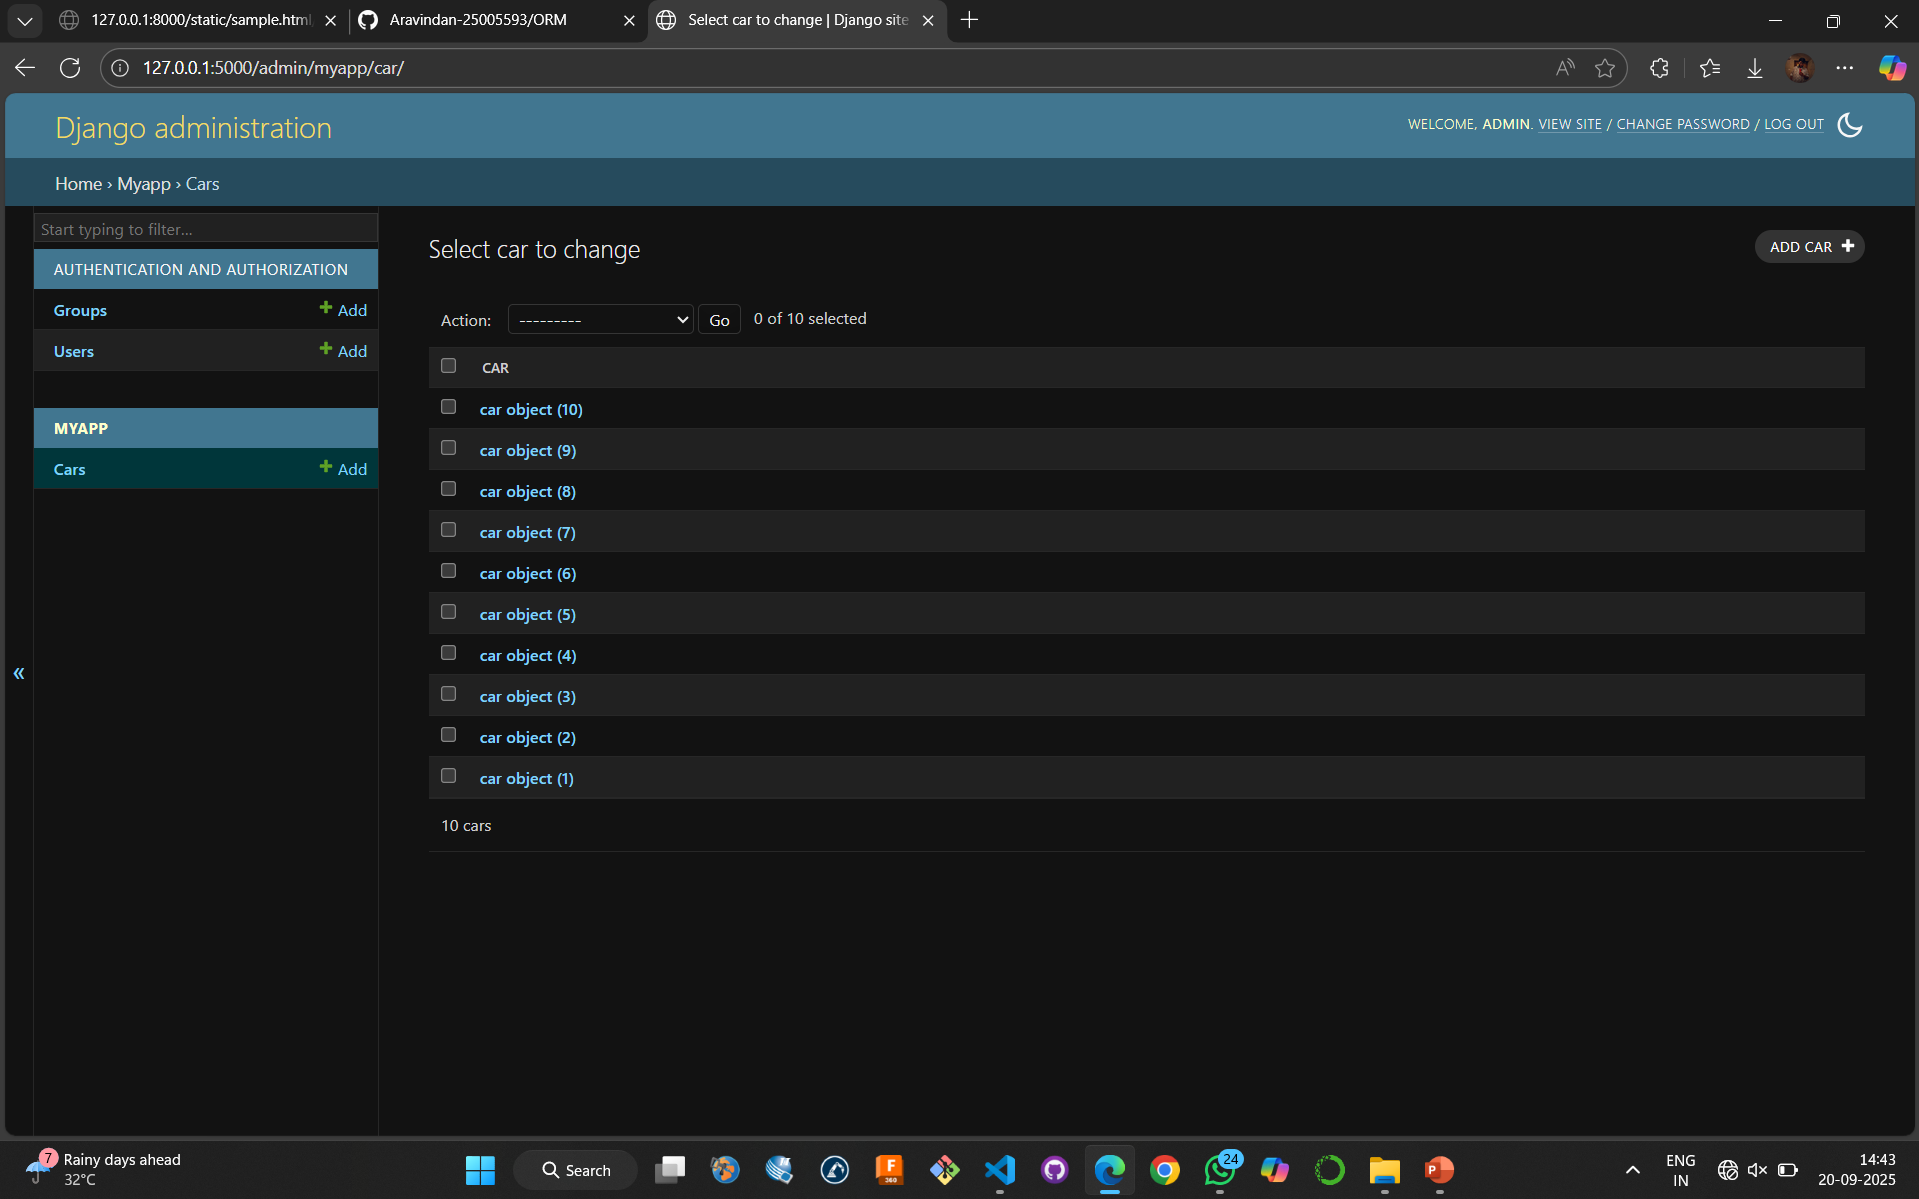 127.0.0.1:8000/static/sample.html
Aravindan-25005593/ORM
Select car to change | Django site
127.0.0.1:5000/admin/myapp/car/
Django administration
WELCOME, ADMIN. VIEW SITE / CHANGE PASSWORD / LOG OUT
Home › Myapp › Cars
Start typing to filter...
AUTHENTICATION AND AUTHORIZATION
Groups + Add
Users + Add
MYAPP
Cars + Add
«
Select car to change
ADD CAR +
Action: --------- Go 0 of 10 selected
CAR
car object (10)
car object (9)
car object (8)
car object (7)
car object (6)
car object (5)
car object (4)
car object (3)
car object (2)
car object (1)
10 cars
7
Rainy days ahead
32°C
Search
F
360
24
P
ENG
IN
14:43
20-09-2025